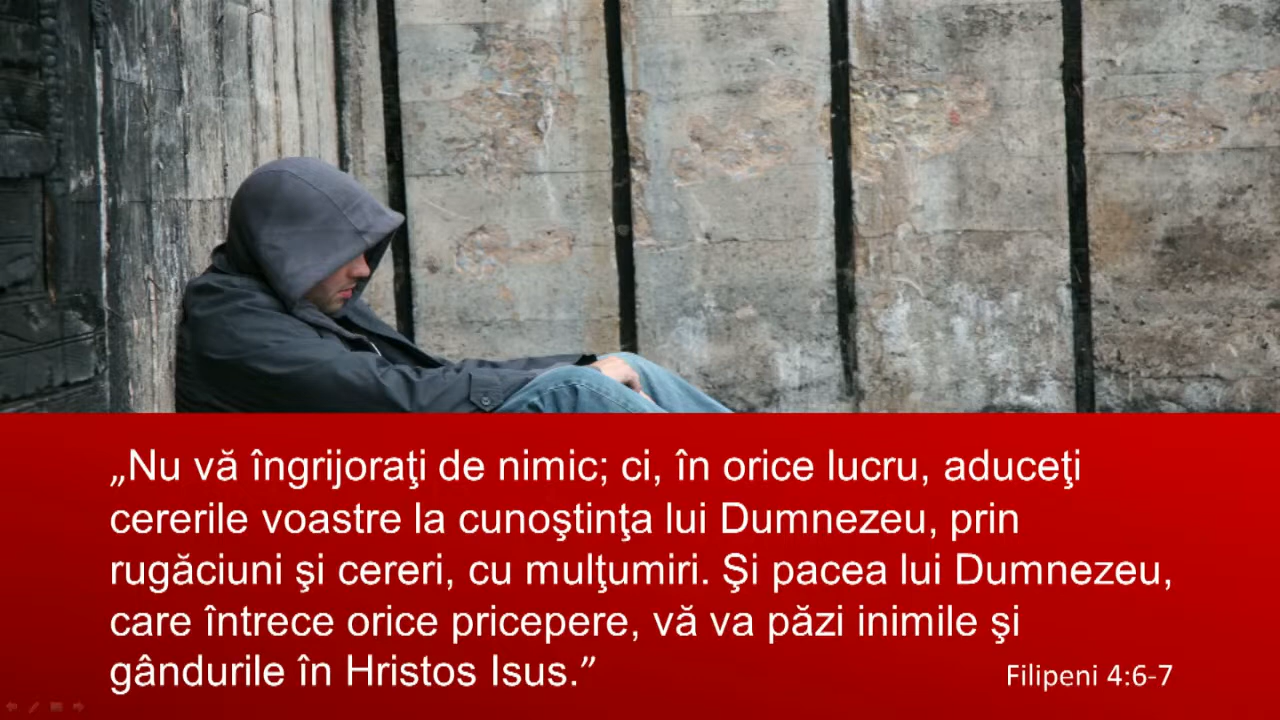 „Nu vă îngrijoraţi de nimic; ci, în orice lucru, aduceţi
cererile voastre la cunoştinţa lui Dumnezeu, prin
rugăciuni şi cereri, cu mulţumiri. Şi pacea lui Dumnezeu,
care întrece orice pricepere, vă va păzi inimile şi
gândurile în Hristos Isus.”
Filipeni 4:6-7